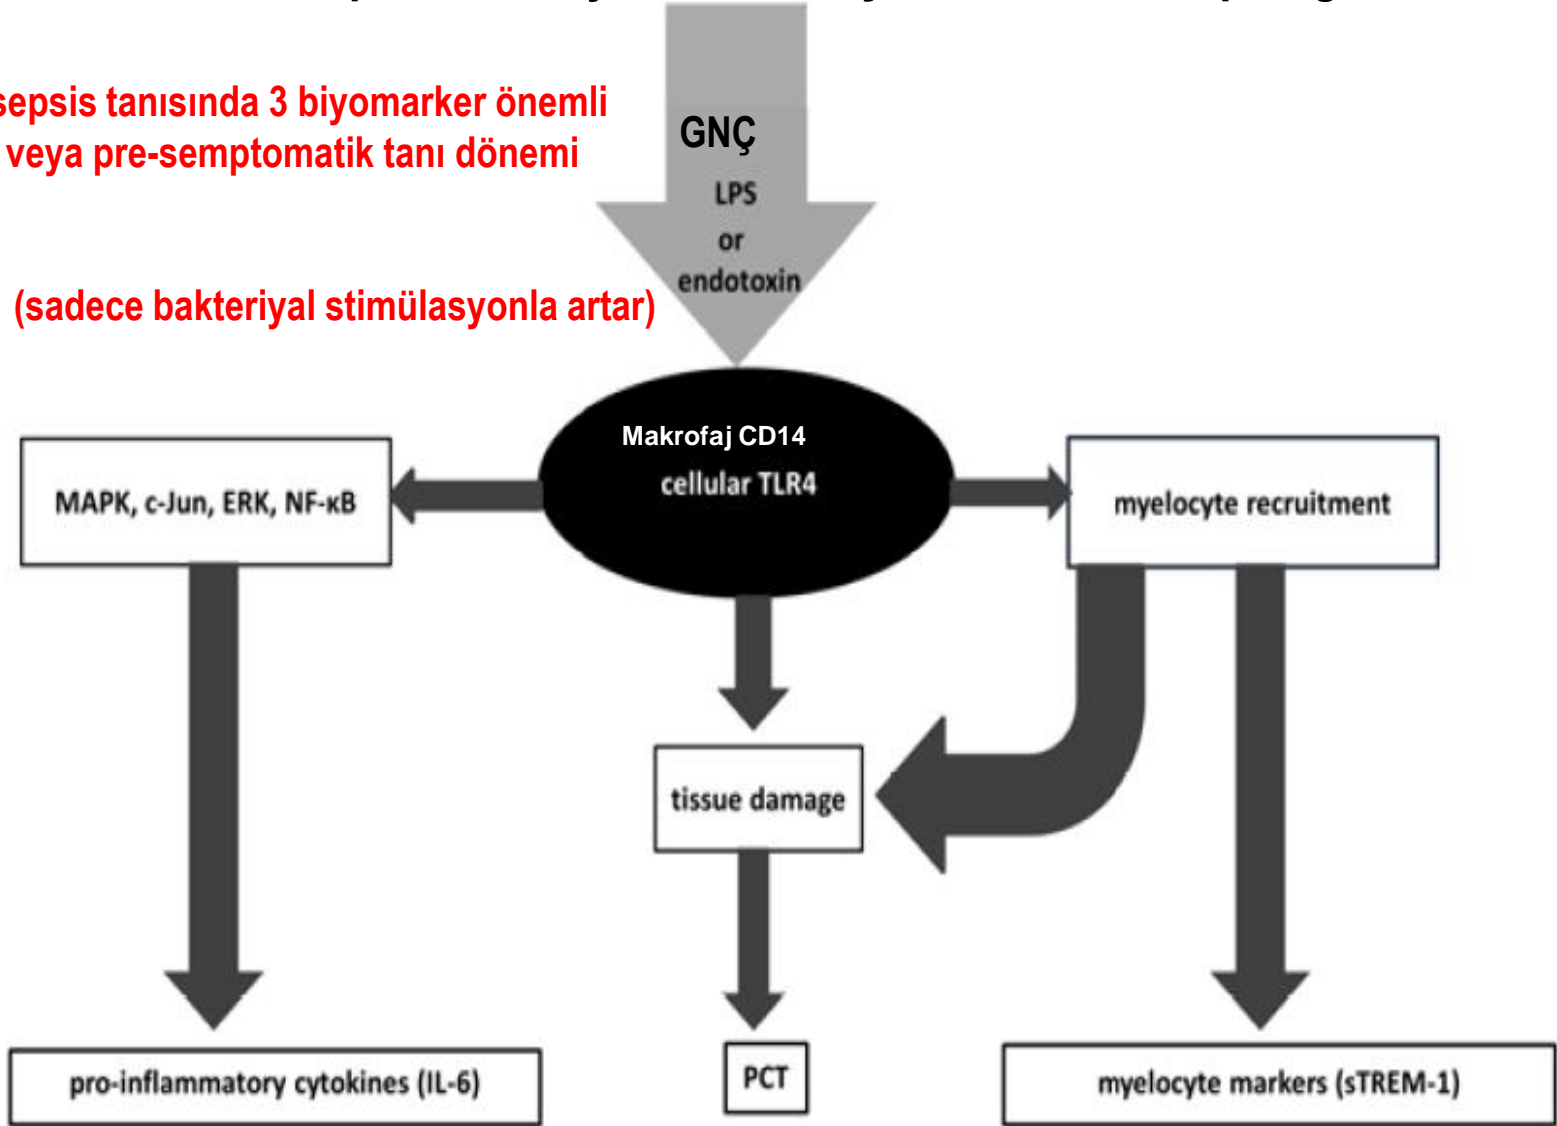 sepsis tanısında 3 biyomarker önemli
veya pre-semptomatik tanı dönemi
GNÇ
LPS
or
endotoxin
(sadece bakteriyal stimülasyonla artar)
Makrofaj CD14
cellular TLR4
MAPK, c-Jun, ERK, NF-κB
myelocyte recruitment
tissue damage
pro-inflammatory cytokines (IL-6)
PCT
myelocyte markers (sTREM-1)